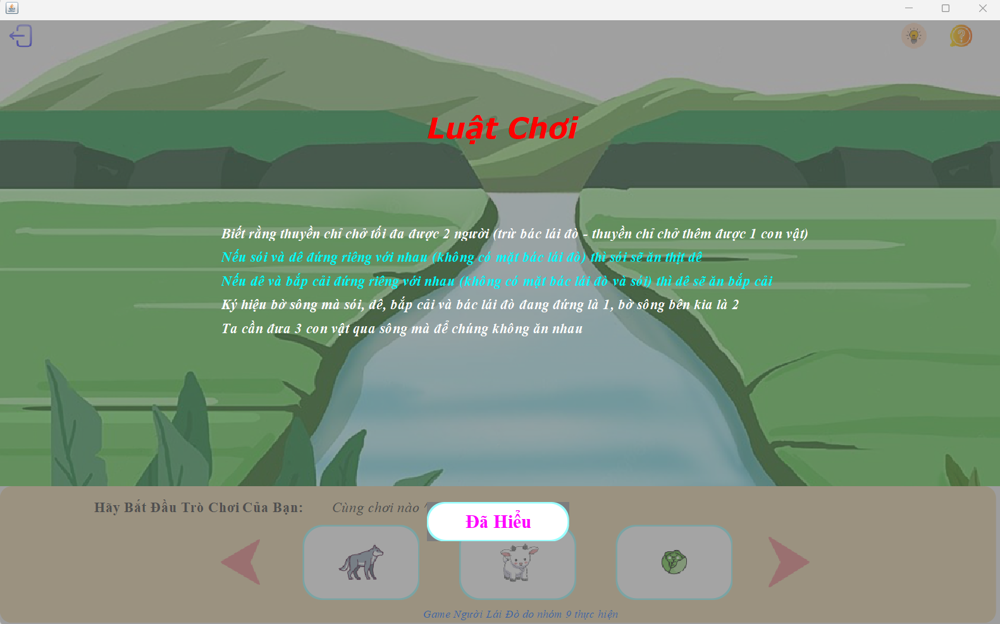 Luật Chơi
Biết rằng thuyền chỉ chở tối đa được 2 người (trừ bác lái đò - thuyền chỉ chở thêm được 1 con vật)
Nếu sói và dê đứng riêng với nhau (không có mặt bác lái đò) thì sói sẽ ăn thịt dê
Nếu dê và bắp cải đứng riêng với nhau (không có mặt bác lái đò và sói) thì dê sẽ ăn bắp cải
Ký hiệu bờ sông mà sói, dê, bắp cải và bác lái đò đang đứng là 1, bờ sông bên kia là 2
Ta cần đưa 3 con vật qua sông mà để chúng không ăn nhau
Hãy Bắt Đầu Trò Chơi Của Bạn: Cùng chơi nào
Đã Hiểu
Game Người Lái Đò do nhóm 9 thực hiện